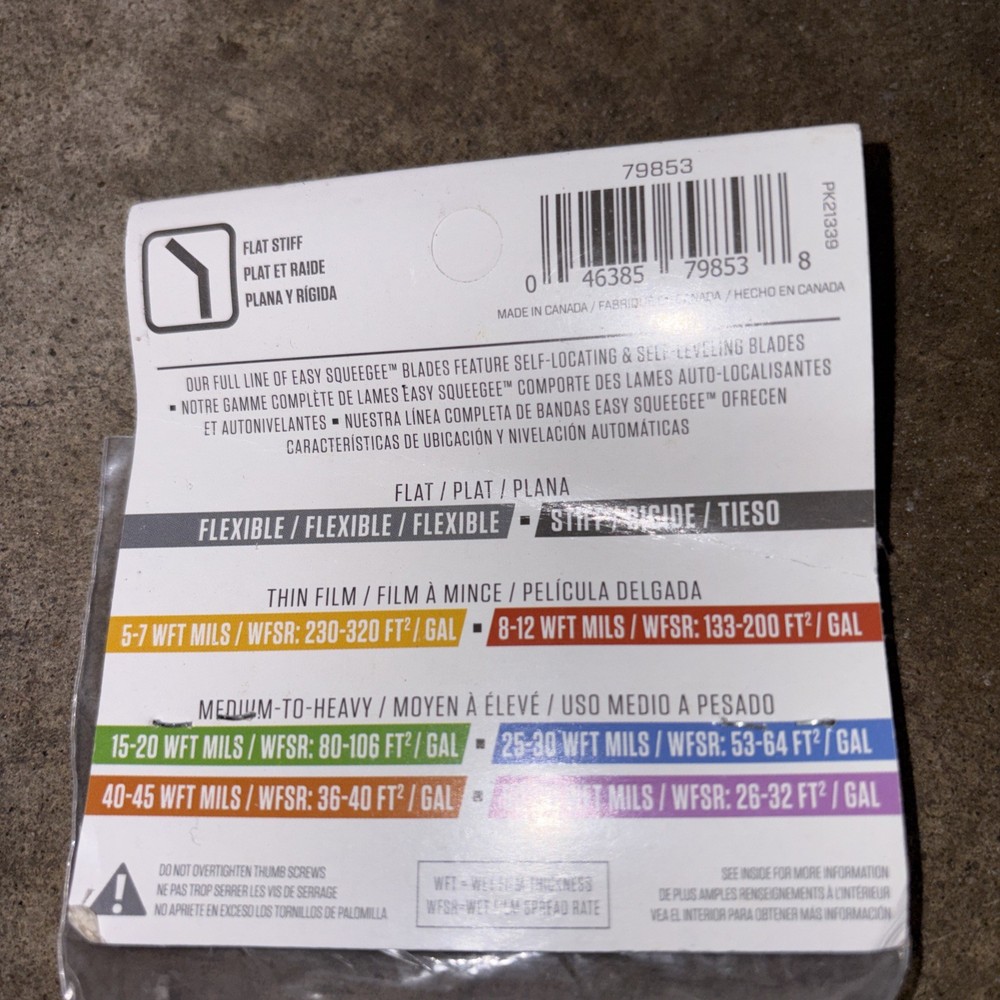 79853
PK21339
0 46385 79853 8
MADE IN CANADA / FABRIQUÉ CANADA / HECHO EN CANADA
FLAT STIFF
PLAT ET RAIDE
PLANA Y RÍGIDA
OUR FULL LINE OF EASY SQUEEGEE™ BLADES FEATURE SELF-LOCATING & SELF-LEVELING BLADES
▪ NOTRE GAMME COMPLÈTE DE LAMES EASY SQUEEGEE™ COMPORTE DES LAMES AUTO-LOCALISANTES
ET AUTONIVELANTES ▪ NUESTRA LÍNEA COMPLETA DE BANDAS EASY SQUEEGEE™ OFRECEN
CARACTERÍSTICAS DE UBICACIÓN Y NIVELACIÓN AUTOMÁTICAS
FLAT / PLAT / PLANA
FLEXIBLE / FLEXIBLE / FLEXIBLE ▪ STIFF / RIGIDE / TIESO
THIN FILM / FILM À MINCE / PELÍCULA DELGADA
5-7 WFT MILS / WFSR: 230-320 FT² / GAL ▪ 8-12 WFT MILS / WFSR: 133-200 FT² / GAL
MEDIUM-TO-HEAVY / MOYEN À ÉLEVÉ / USO MEDIO A PESADO
15-20 WFT MILS / WFSR: 80-106 FT² / GAL ▪ 25-30 WFT MILS / WFSR: 53-64 FT² / GAL
40-45 WFT MILS / WFSR: 36-40 FT² / GAL ▪ WFT MILS / WFSR: 26-32 FT² / GAL
DO NOT OVERTIGHTEN THUMB SCREWS
NE PAS TROP SERRER LES VIS DE SERRAGE
NO APRIETE EN EXCESO LOS TORNILLOS DE PALOMILLA
WFT = WET FILM THICKNESS
WFSR=WET FILM SPREAD RATE
SEE INSIDE FOR MORE INFORMATION
DE PLUS AMPLES RENSEIGNEMENTS À L'INTÉRIEUR
VEA EL INTERIOR PARA OBTENER MÁS INFORMACIÓN